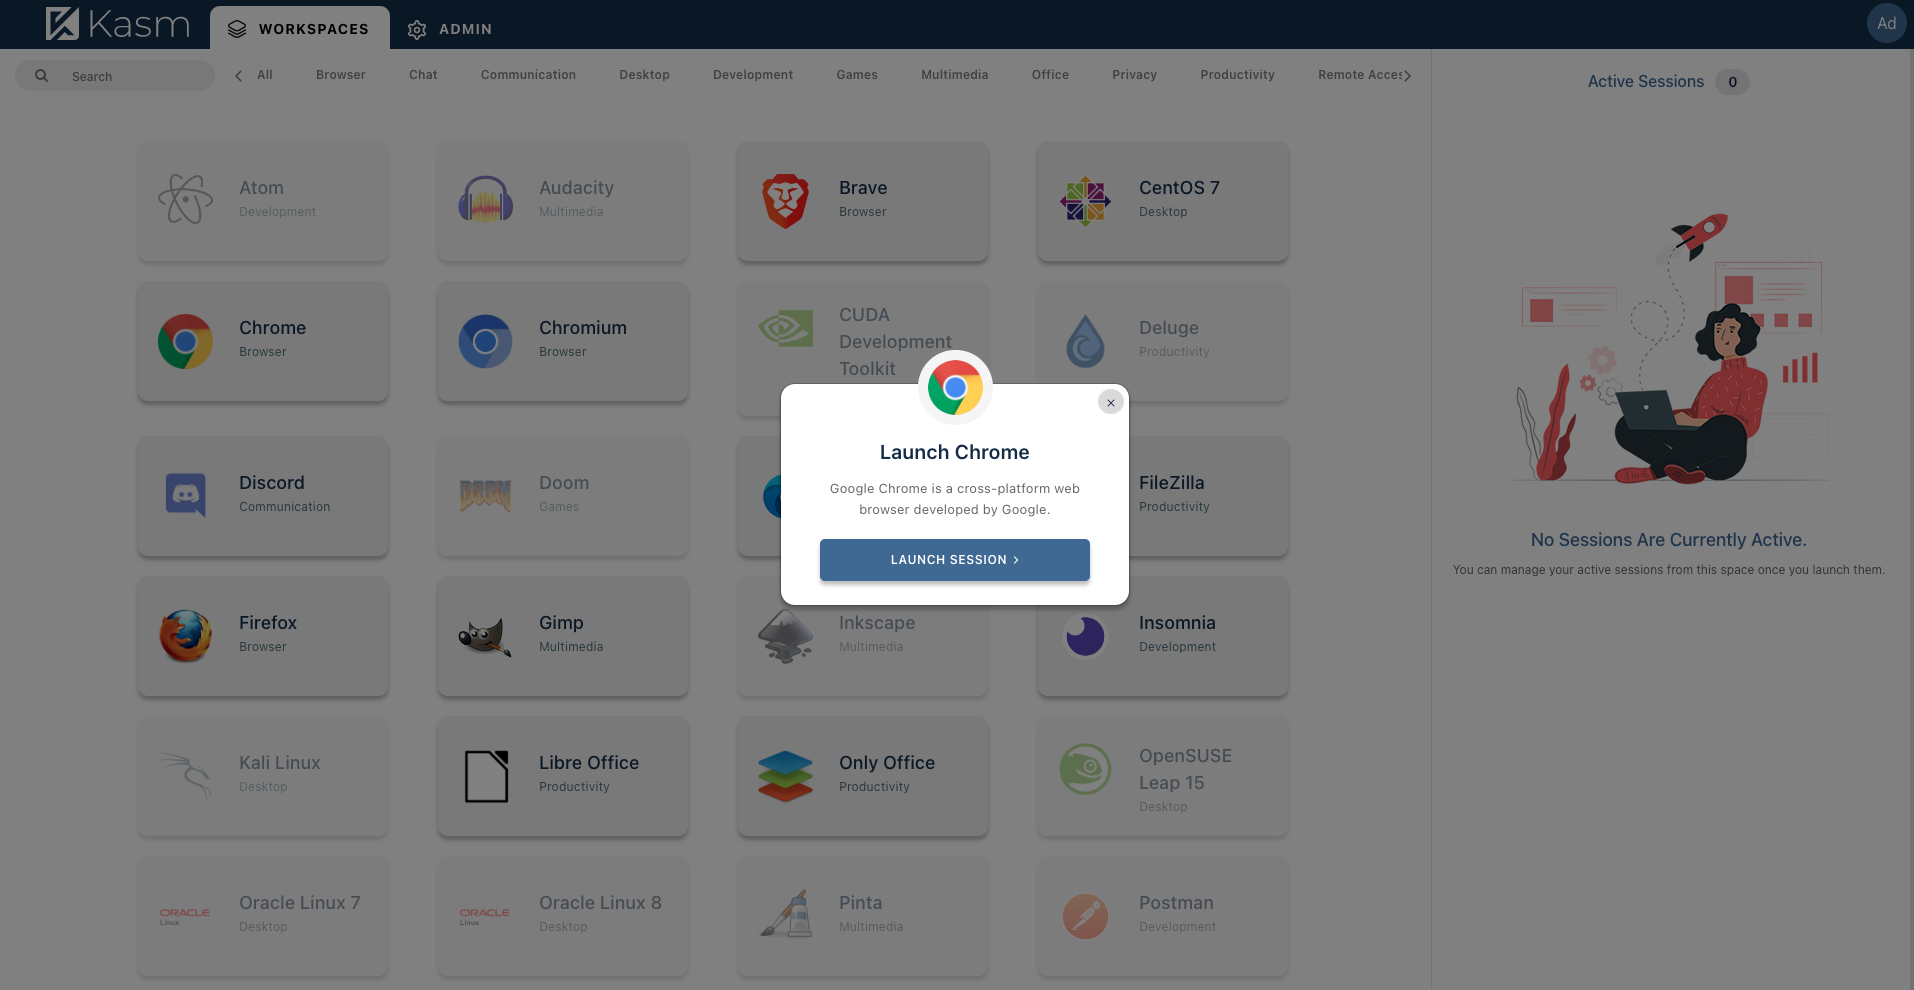 Kasm
WORKSPACES
ADMIN
Ad
Search
All
Browser
Chat
Communication
Desktop
Development
Games
Multimedia
Office
Privacy
Productivity
Remote Acces
Active Sessions 0
Atom
Development
Audacity
Multimedia
Brave
Browser
CentOS 7
Desktop
Chrome
Browser
Chromium
Browser
CUDA
Development
Toolkit
Deluge
Productivity
Launch Chrome
Google Chrome is a cross-platform web
browser developed by Google.
LAUNCH SESSION
Discord
Communication
DOOM
Doom
Games
FileZilla
Productivity
No Sessions Are Currently Active.
You can manage your active sessions from this space once you launch them.
Firefox
Browser
Gimp
Multimedia
Inkscape
Multimedia
Insomnia
Development
Kali Linux
Desktop
Libre Office
Productivity
Only Office
Productivity
OpenSUSE
Leap 15
Desktop
ORACLE
Linux
Oracle Linux 7
Desktop
ORACLE
Linux
Oracle Linux 8
Desktop
Pinta
Multimedia
Postman
Development